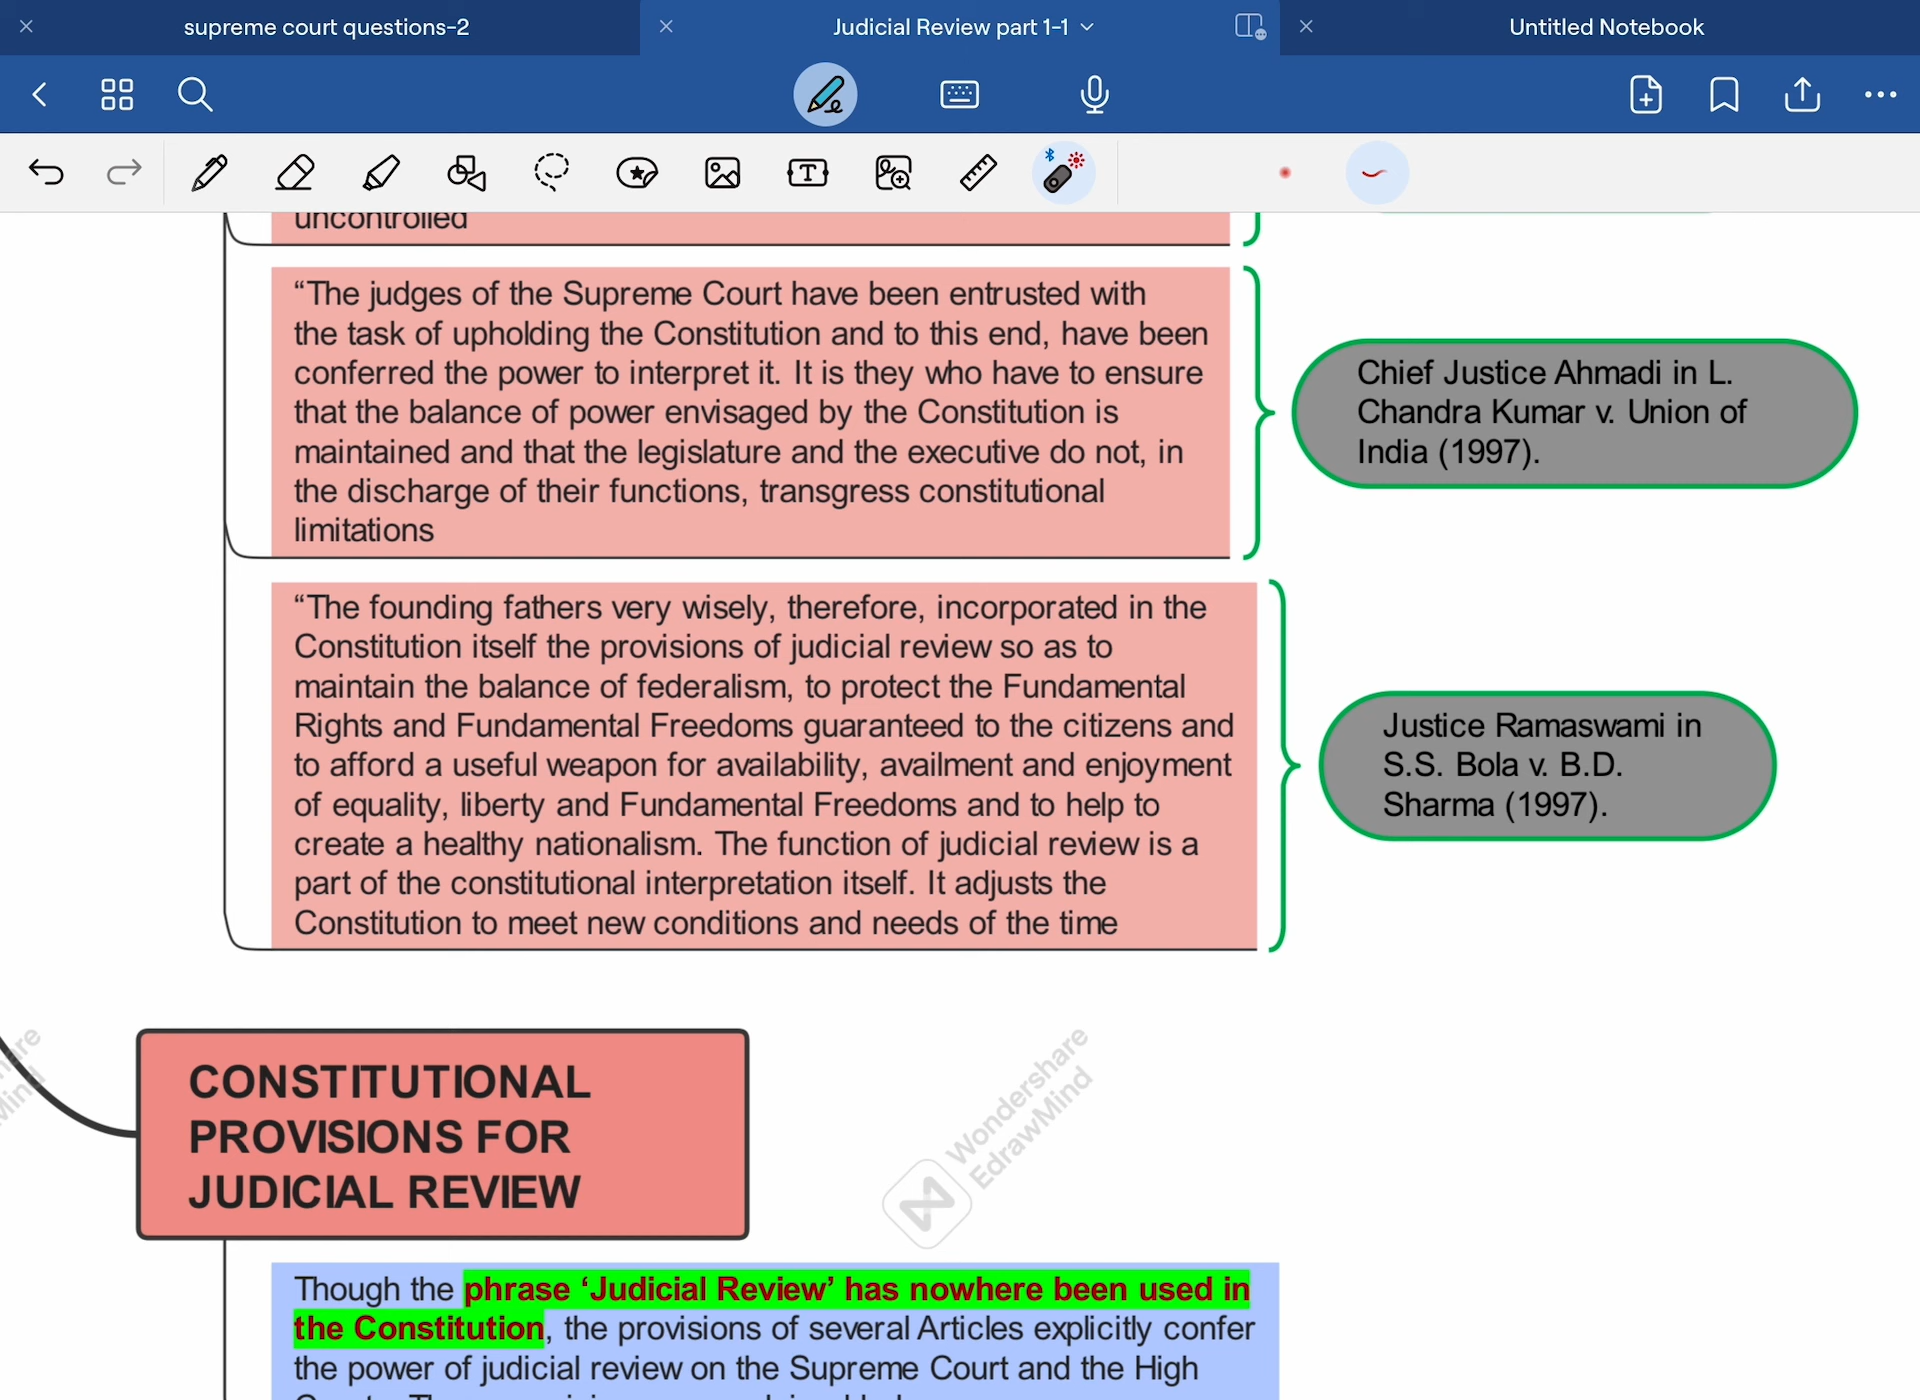 supreme court questions-2
Judicial Review part 1-1
Untitled Notebook
uncontrolled
“The judges of the Supreme Court have been entrusted with
the task of upholding the Constitution and to this end, have been
conferred the power to interpret it. It is they who have to ensure
that the balance of power envisaged by the Constitution is
maintained and that the legislature and the executive do not, in
the discharge of their functions, transgress constitutional
limitations
Chief Justice Ahmadi in L.
Chandra Kumar v. Union of
India (1997).
“The founding fathers very wisely, therefore, incorporated in the
Constitution itself the provisions of judicial review so as to
maintain the balance of federalism, to protect the Fundamental
Rights and Fundamental Freedoms guaranteed to the citizens and
to afford a useful weapon for availability, availment and enjoyment
of equality, liberty and Fundamental Freedoms and to help to
create a healthy nationalism. The function of judicial review is a
part of the constitutional interpretation itself. It adjusts the
Constitution to meet new conditions and needs of the time
Justice Ramaswami in
S.S. Bola v. B.D.
Sharma (1997).
CONSTITUTIONAL
PROVISIONS FOR
JUDICIAL REVIEW
Wondershare
EdrawMind
Though the phrase ‘Judicial Review’ has nowhere been used in
the Constitution, the provisions of several Articles explicitly confer
the power of judicial review on the Supreme Court and the High